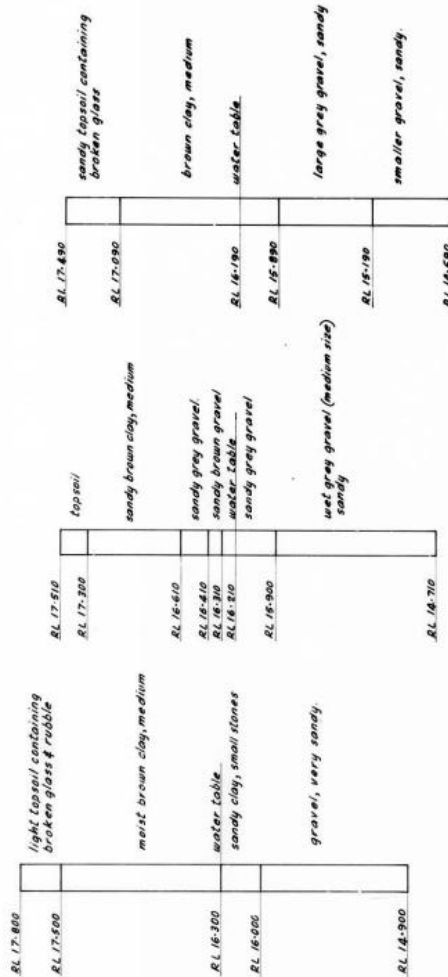 RL 17·800
light topsoil containing
broken glass & rubble
RL 17·500
moist brown clay, medium
RL 16·300
water table
sandy clay, small stones
RL 16·000
gravel, very sandy.
RL 14·900
RL 17·510
topsoil
RL 17·300
sandy brown clay, medium
RL 16·610
sandy grey gravel.
RL 16·410
sandy brown gravel
RL 16·310
water table
RL 16·210
sandy grey gravel
RL 15·900
wet grey gravel (medium size)
sandy
RL 14·710
RL 17·490
sandy topsoil containing
broken glass
RL 17·090
brown clay, medium
water table
RL 16·190
RL 15·890
large grey gravel, sandy
RL 15·190
smaller gravel, sandy.